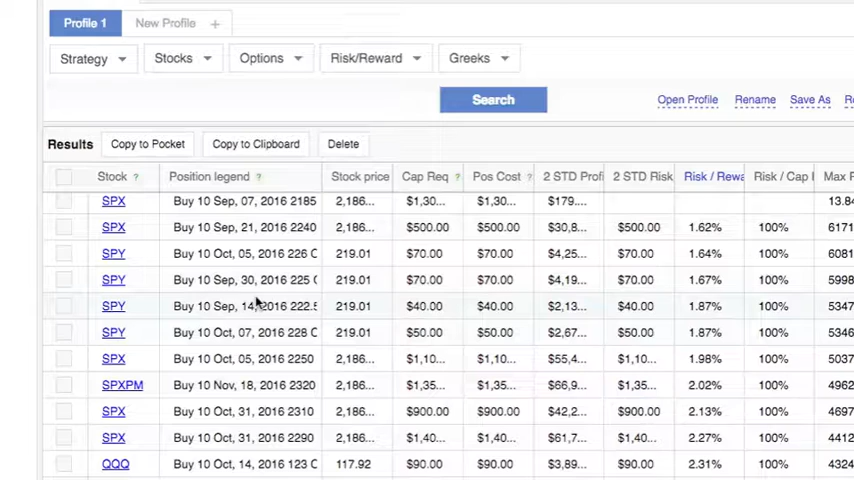 Profile 1 New Profile +
Strategy Stocks Options Risk/Reward Greeks
Search Open Profile Rename Save As
Results Copy to Pocket Copy to Clipboard Delete
Stock ? Position legend ? Stock price Cap Req ? Pos Cost ? 2 STD Profi 2 STD Risk Risk / Rewa Risk / Cap Max
SPX Buy 10 Sep, 07, 2016 2185 2,186... $1,30... $1,30... $179.... 13.84
SPX Buy 10 Sep, 21, 2016 2240 2,186... $500.00 $500.00 $30,8... $500.00 1.62% 100% 6171
SPY Buy 10 Oct, 05, 2016 226 C 219.01 $70.00 $70.00 $4,25... $70.00 1.64% 100% 6081
SPY Buy 10 Sep, 30, 2016 225 C 219.01 $70.00 $70.00 $4,19... $70.00 1.67% 100% 5998
SPY Buy 10 Sep, 14, 2016 222.5 219.01 $40.00 $40.00 $2,13... $40.00 1.87% 100% 5347
SPY Buy 10 Oct, 07, 2016 228 C 219.01 $50.00 $50.00 $2,67... $50.00 1.87% 100% 5346
SPX Buy 10 Oct, 05, 2016 2250 2,186... $1,10... $1,10... $55,4... $1,10... 1.98% 100% 5037
SPXPM Buy 10 Nov, 18, 2016 2320 2,186... $1,35... $1,35... $66,9... $1,35... 2.02% 100% 4962
SPX Buy 10 Oct, 31, 2016 2310 2,186... $900.00 $900.00 $42,2... $900.00 2.13% 100% 4697
SPX Buy 10 Oct, 31, 2016 2290 2,186... $1,40... $1,40... $61,7... $1,40... 2.27% 100% 4412
QQQ Buy 10 Oct, 14, 2016 123 C 117.92 $90.00 $90.00 $3,89... $90.00 2.31% 100% 4324